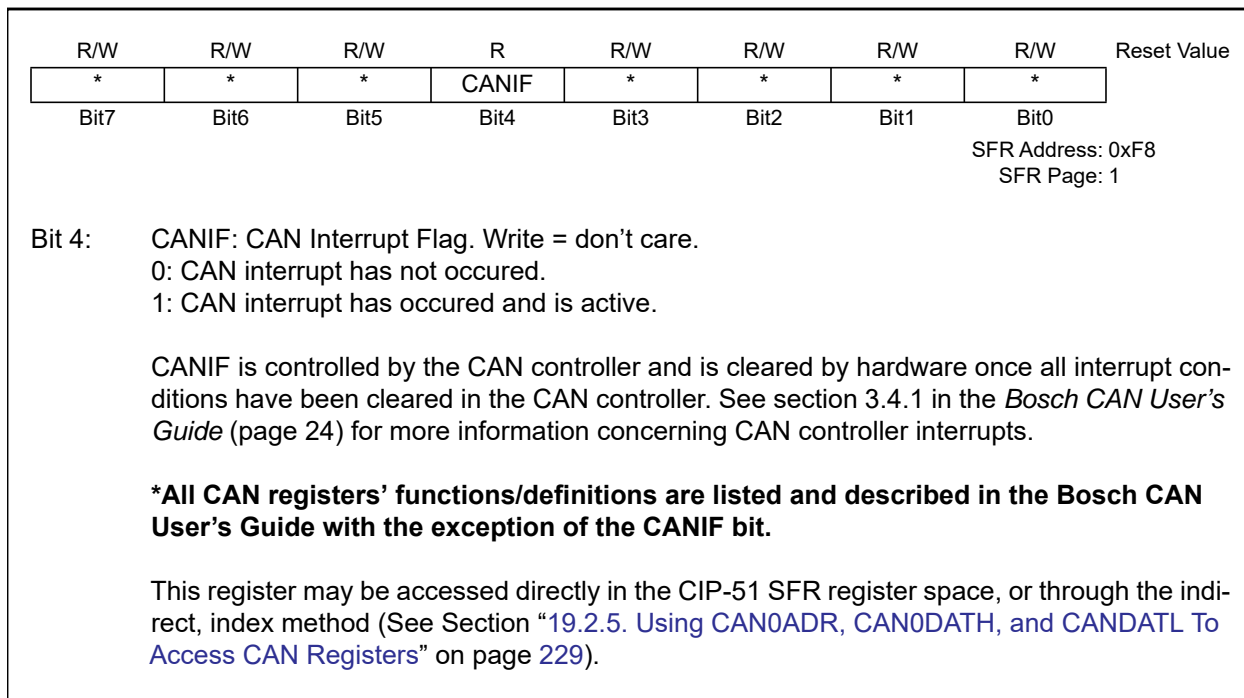 R/W R/W R/W R R/W R/W R/W R/W Reset Value
* * * CANIF * * * *
Bit7 Bit6 Bit5 Bit4 Bit3 Bit2 Bit1 Bit0
SFR Address: 0xF8
SFR Page: 1
Bit 4: CANIF: CAN Interrupt Flag. Write = don’t care.
0: CAN interrupt has not occured.
1: CAN interrupt has occured and is active.
CANIF is controlled by the CAN controller and is cleared by hardware once all interrupt con-
ditions have been cleared in the CAN controller. See section 3.4.1 in the Bosch CAN User’s
Guide (page 24) for more information concerning CAN controller interrupts.
*All CAN registers’ functions/definitions are listed and described in the Bosch CAN
User’s Guide with the exception of the CANIF bit.
This register may be accessed directly in the CIP-51 SFR register space, or through the indi-
rect, index method (See Section “19.2.5. Using CAN0ADR, CAN0DATH, and CANDATL To
Access CAN Registers” on page 229).